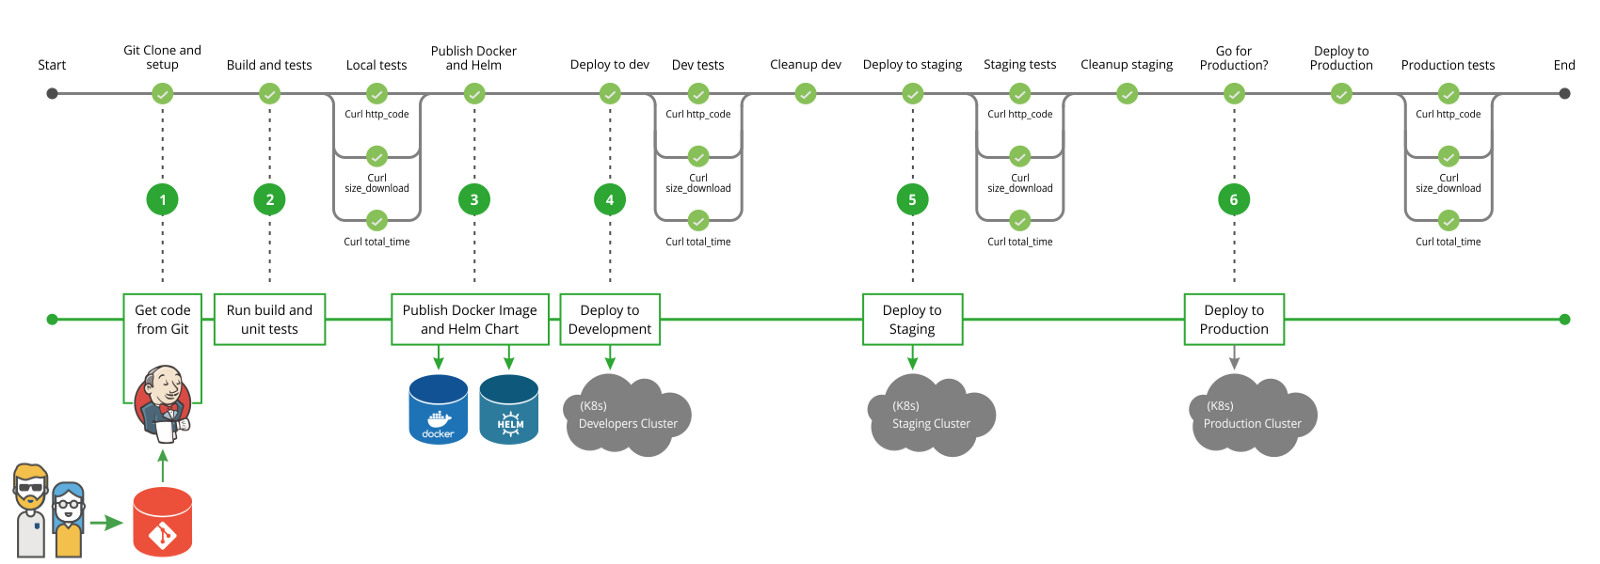 Start
Git Clone and
setup
Build and tests
Local tests
Publish Docker
and Helm
Deploy to dev
Dev tests
Cleanup dev
Deploy to staging
Staging tests
Cleanup staging
Go for
Production?
Deploy to
Production
Production tests
End
Curl http_code
Curl http_code
Curl http_code
Curl http_code
Curl
size_download
Curl
size_download
Curl
size_download
Curl
size_download
1
2
3
4
5
6
Curl total_time
Curl total_time
Curl total_time
Curl total_time
Get code
from Git
Run build and
unit tests
Publish Docker Image
and Helm Chart
Deploy to
Development
Deploy to
Staging
Deploy to
Production
docker
HELM
(K8s)
Developers Cluster
(K8s)
Staging Cluster
(K8s)
Production Cluster